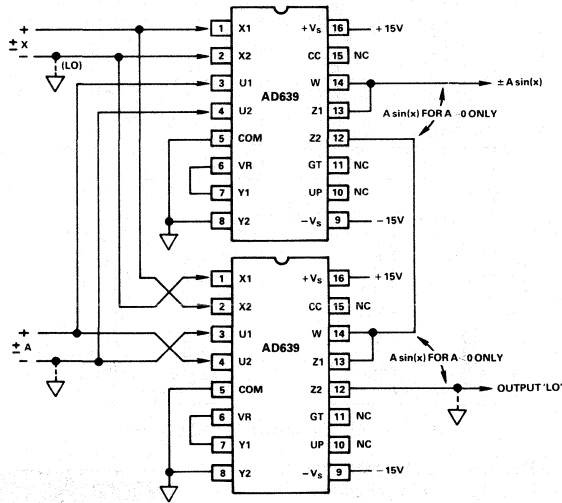 +
± X
−
(LO)
1 X1
2 X2
3 U1
4 U2
5 COM
6 VR
7 Y1
8 Y2
AD639
+VS 16 +15V
CC 15 NC
W 14
Z1 13
Z2 12
GT 11 NC
UP 10 NC
−VS 9 −15V
±A sin(x)
A sin(x) FOR A >0 ONLY
+
± A
−
1 X1
2 X2
3 U1
4 U2
5 COM
6 VR
7 Y1
8 Y2
AD639
+VS 16 +15V
CC 15 NC
W 14
Z1 13
Z2 12
GT 11 NC
UP 10 NC
−VS 9 −15V
A sin(x) FOR A <0 ONLY
OUTPUT 'LO'